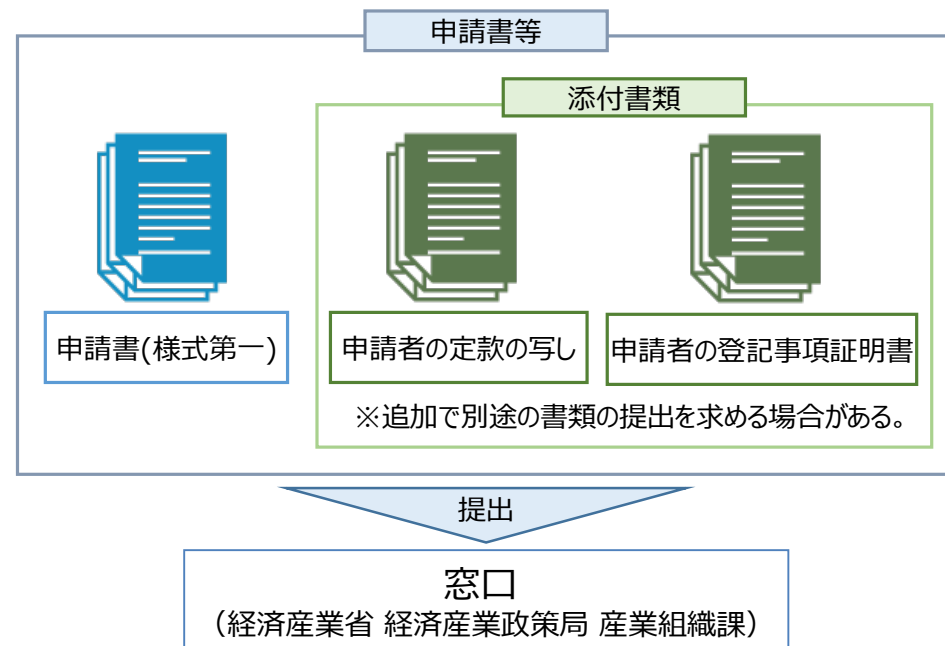 申請書等
添付書類
申請書(様式第一)
申請者の定款の写し
申請者の登記事項証明書
※追加で別途の書類の提出を求める場合がある。
提出
窓口
（経済産業省 経済産業政策局 産業組織課）